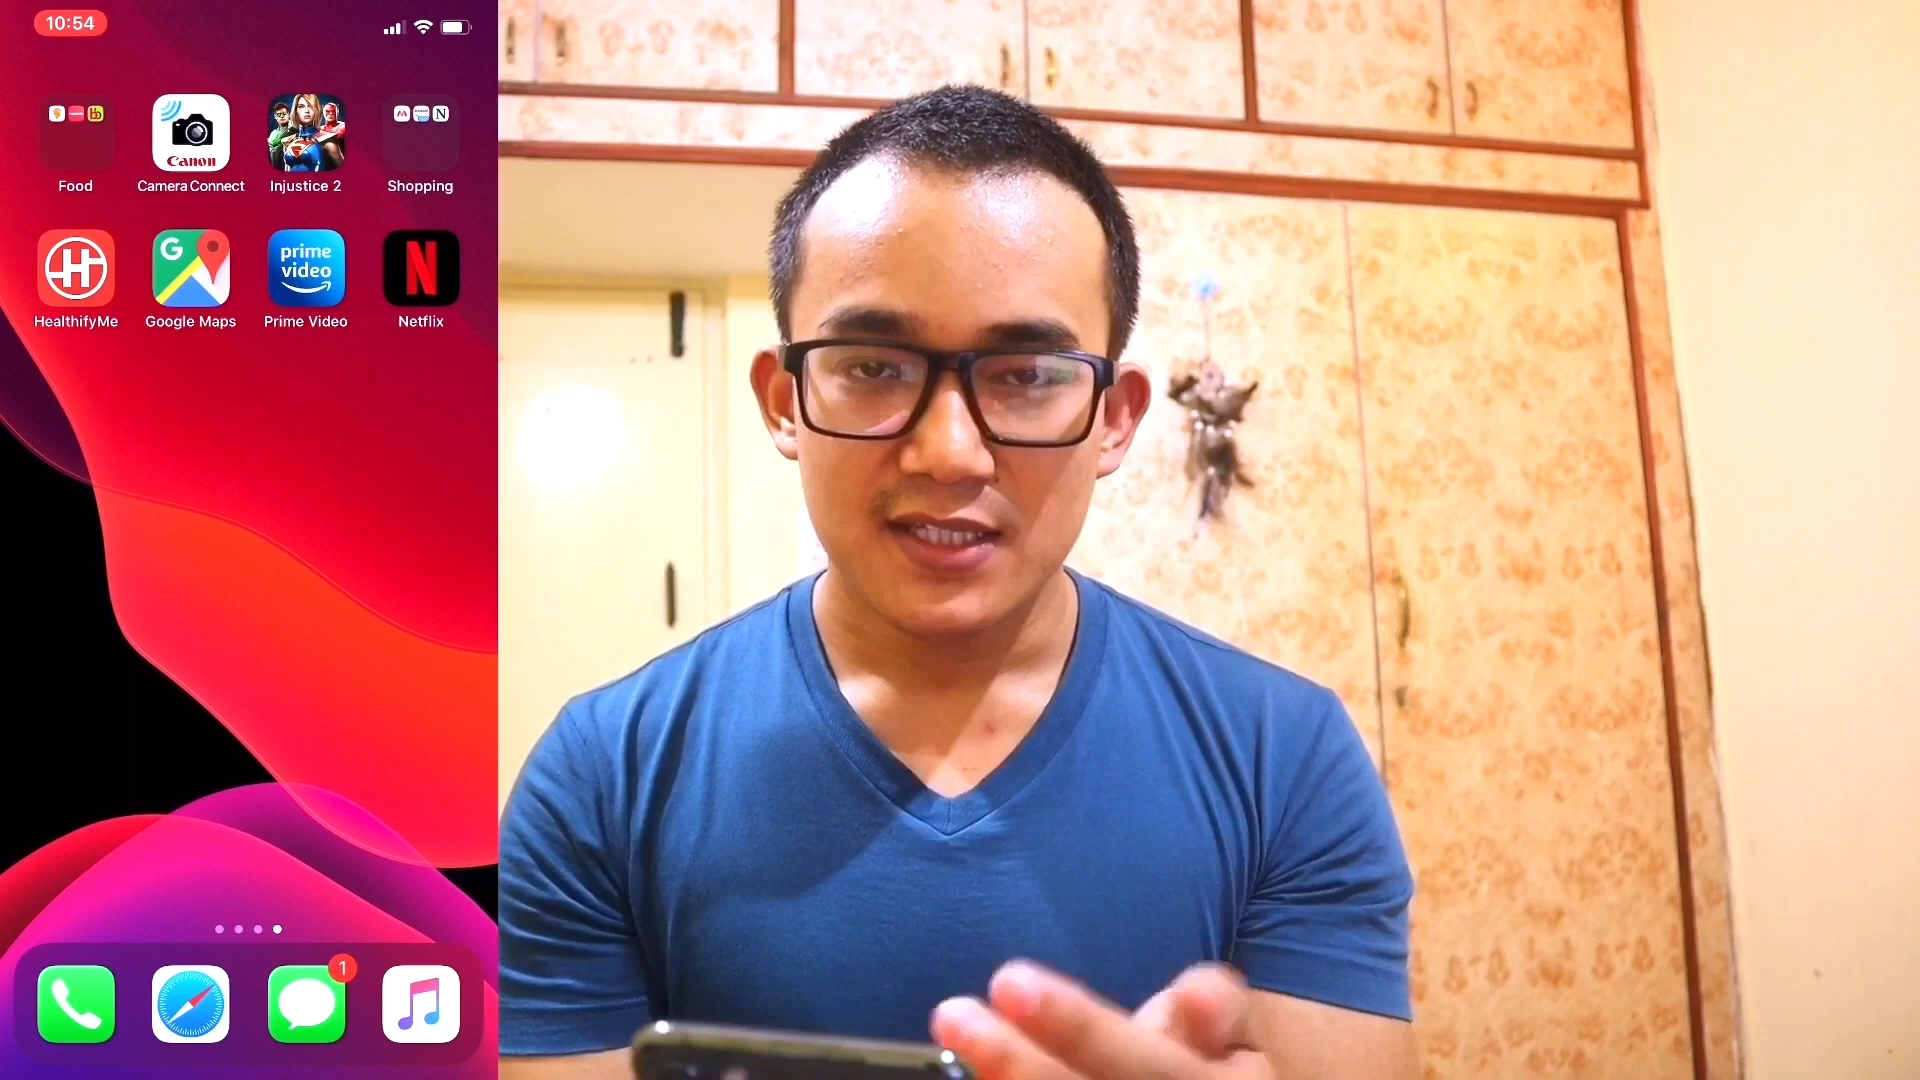 10:54
N
Canon
Food
Camera Connect
Injustice 2
Shopping
G
prime
video
N
HealthifyMe
Google Maps
Prime Video
Netflix
1